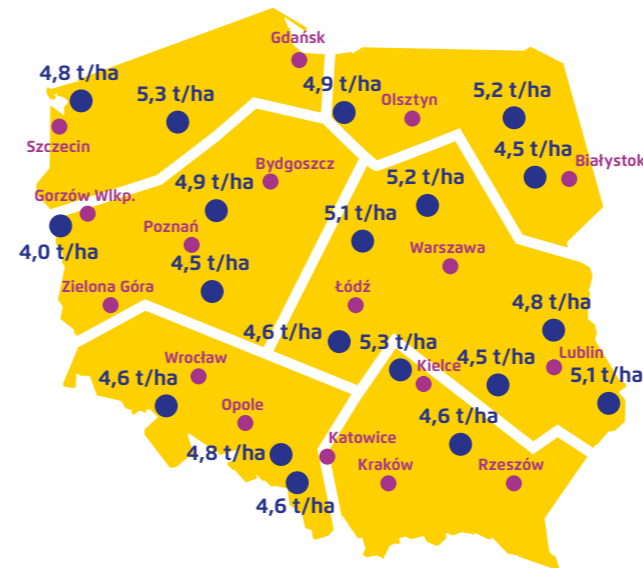 Gdańsk
4,8 t/ha
5,3 t/ha
4,9 t/ha
Olsztyn
5,2 t/ha
Szczecin
4,5 t/ha
Białystok
Bydgoszcz
4,9 t/ha
5,2 t/ha
Gorzów Wlkp.
Poznań
5,1 t/ha
4,0 t/ha
4,5 t/ha
Warszawa
Zielona Góra
Łódź
4,8 t/ha
4,6 t/ha
5,3 t/ha
Wrocław
Kielce
4,5 t/ha
Lublin
5,1 t/ha
4,6 t/ha
Opole
4,6 t/ha
4,8 t/ha
Katowice
Kraków
Rzeszów
4,6 t/ha